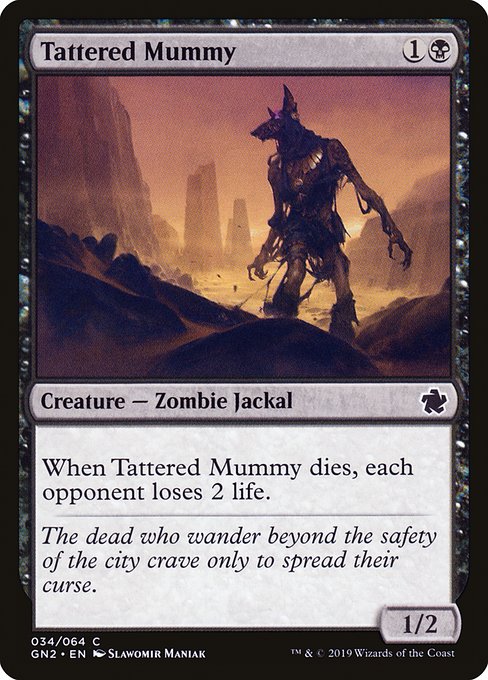 Tattered Mummy 1
Creature — Zombie Jackal
When Tattered Mummy dies, each
opponent loses 2 life.
The dead who wander beyond the safety
of the city crave only to spread their
curse.
1/2
034/064 C
GN2 • EN Slawomir Maniak
™ & © 2019 Wizards of the Coast